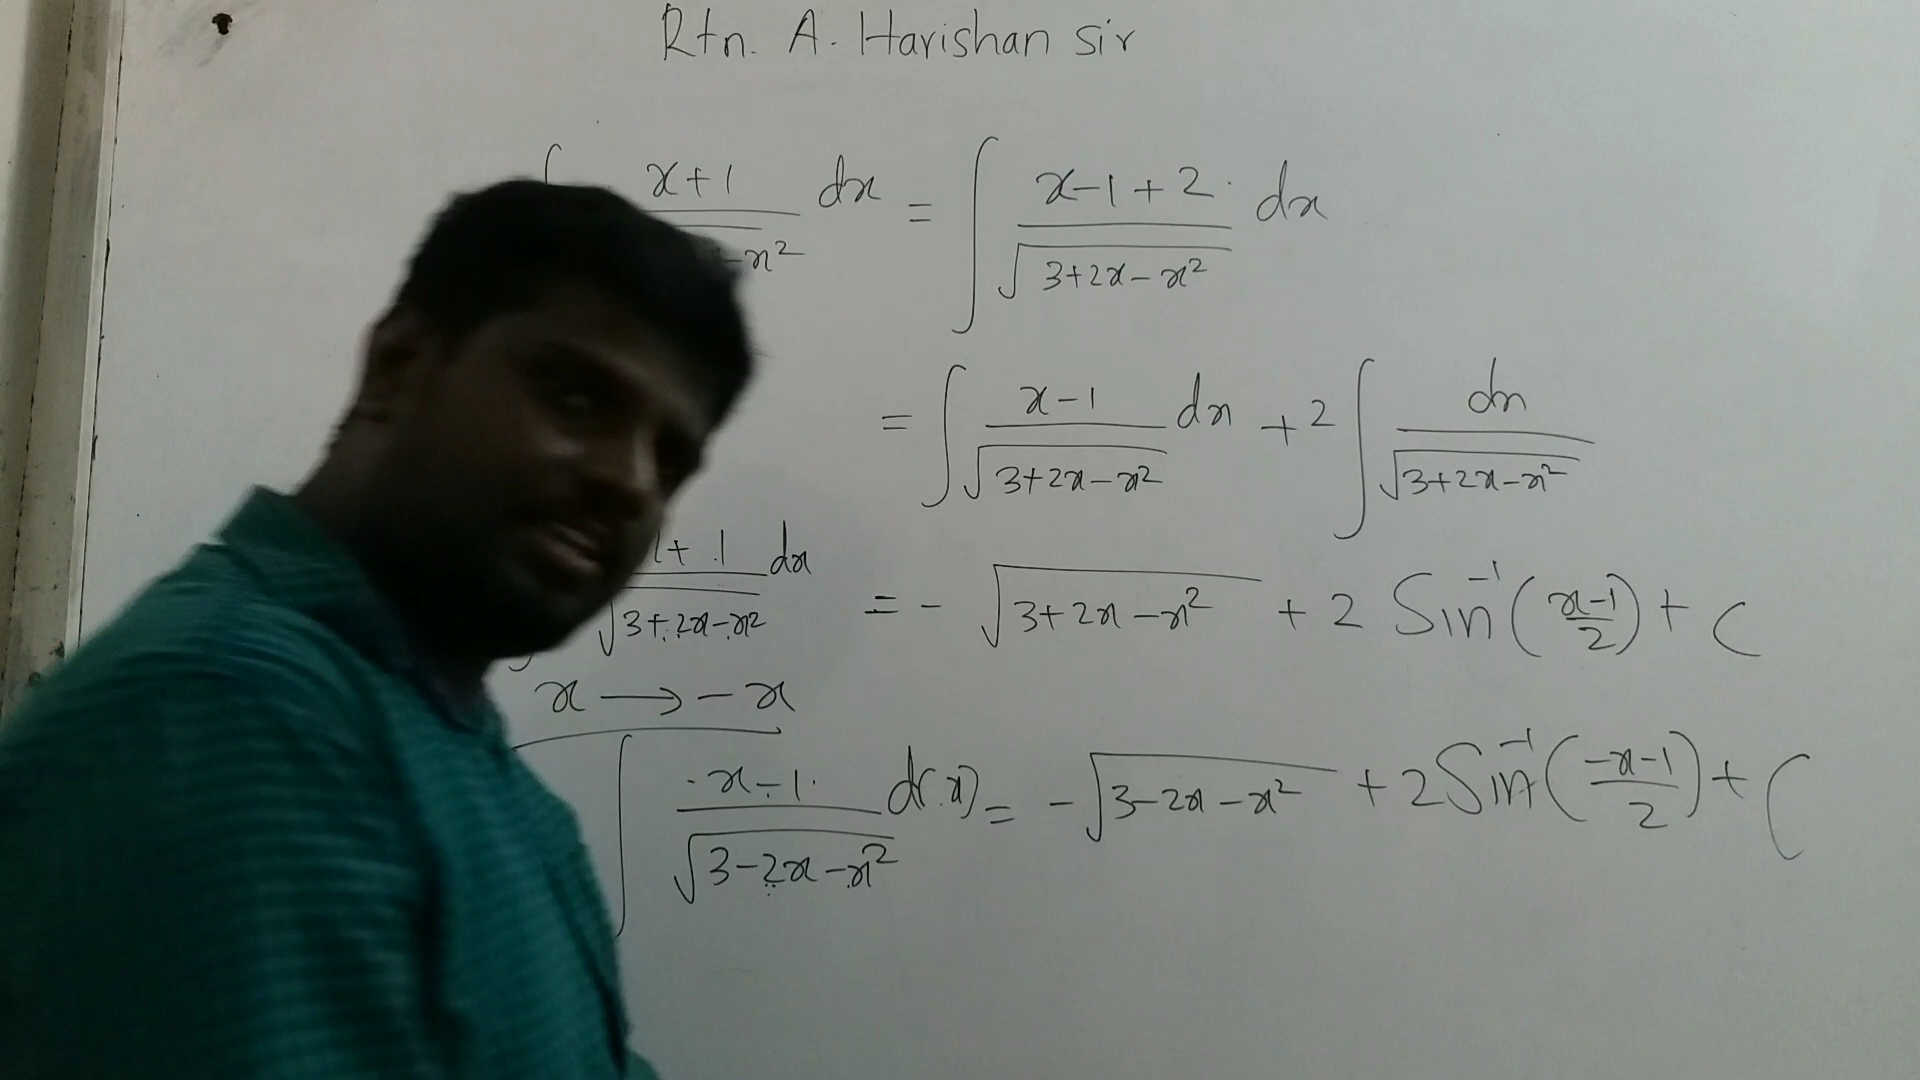 Rtn. A. Harishan sir
x+1 / -x² dx = ∫ x-1+2 / √3+2x-x² dx
= ∫ x-1 / √3+2x-x² dx + 2 ∫ dx / √3+2x-x²
+1 / √3+2x-x² dx = - √3+2x-x² + 2 Sin⁻¹(x-1/2) + C
x → -x
∫ -x-1 / √3-2x-x² d(-x) = - √3-2x-x² + 2 Sin⁻¹(-x-1/2) + C